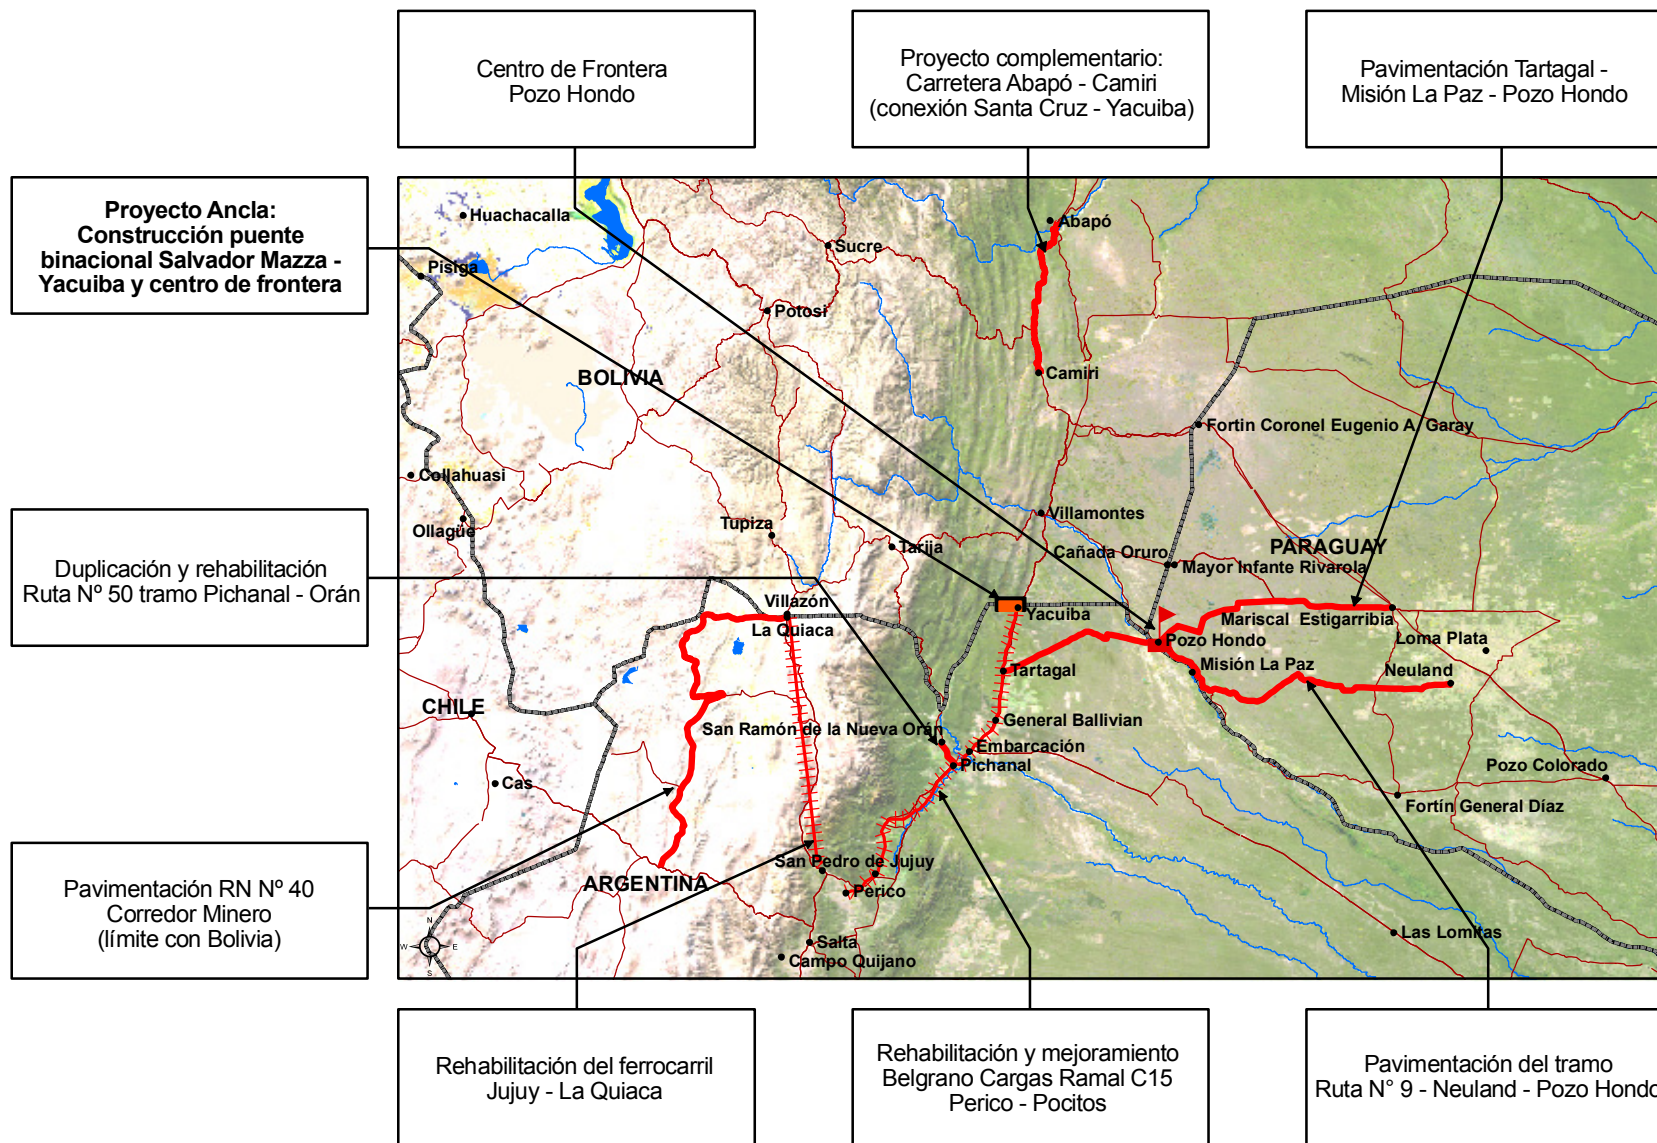 Centro de Frontera
Pozo Hondo
Proyecto complementario:
Carretera Abapó - Camiri
(conexión Santa Cruz - Yacuiba)
Pavimentación Tartagal -
Misión La Paz - Pozo Hondo
Proyecto Ancla:
Construcción puente
binacional Salvador Mazza -
Yacuiba y centro de frontera
Duplicación y rehabilitación
Ruta Nº 50 tramo Pichanal - Orán
Pavimentación RN Nº 40
Corredor Minero
(límite con Bolivia)
Huachacalla
Abapó
Sucre
Pisiga
Potosi
BOLIVIA
Camiri
Fortin Coronel Eugenio A. Garay
Collahuasi
Ollagüe
Tupiza
Tarija
Villamontes
Cañada Oruro
PARAGUAY
Mayor Infante Rivarola
Villazón
La Quiaca
Yacuiba
Mariscal Estigarribia
Pozo Hondo
Loma Plata
Tartagal
Misión La Paz
Neuland
CHILE
San Ramón de la Nueva Orán
General Ballivian
Embarcación
Pichanal
Cas
Pozo Colorado
Fortín General Díaz
San Pedro de Jujuy
ARGENTINA
Perico
Las Lomitas
Salta
Campo Quijano
N
W E
S
Rehabilitación del ferrocarril
Jujuy - La Quiaca
Rehabilitación y mejoramiento
Belgrano Cargas Ramal C15
Perico - Pocitos
Pavimentación del tramo
Ruta N° 9 - Neuland - Pozo Hondo